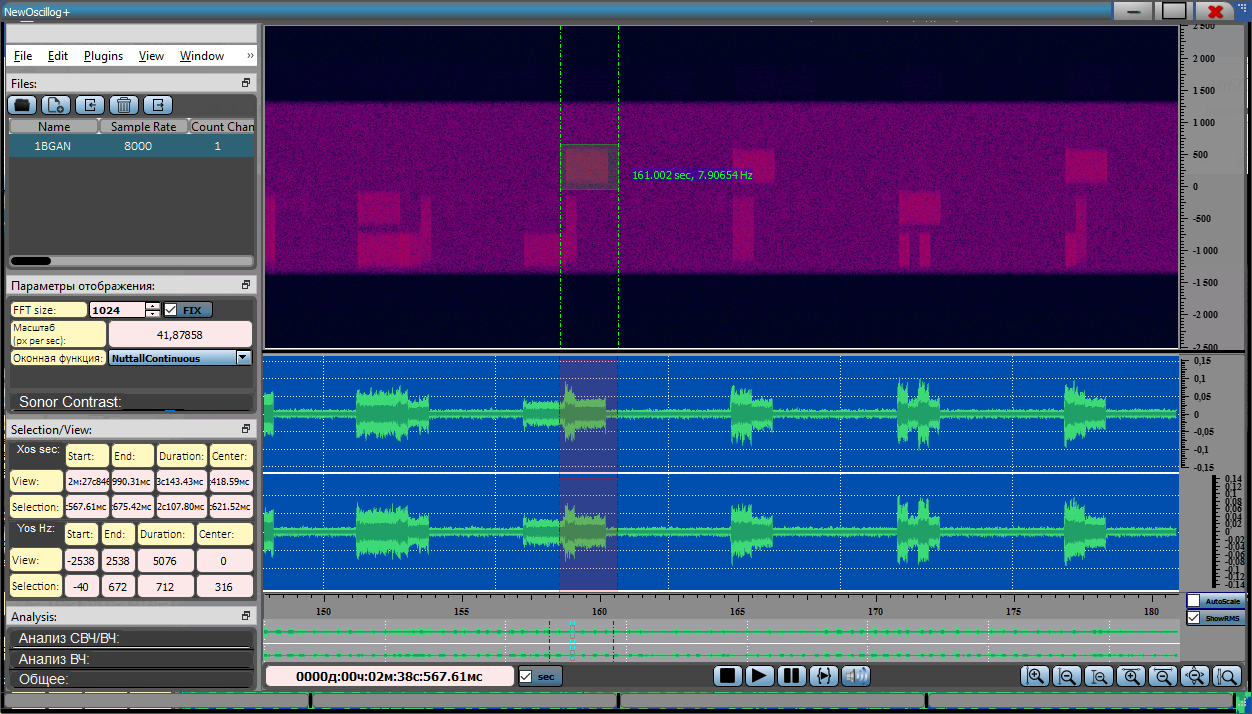 NewOscillog+
File Edit Plugins View Window »
Files:
Name Sample Rate Count Chan
1BGAN 8000 1
Параметры отображения:
FFT size: 1024 FIX
Масштаб
(px per sec): 41,87858
Оконная функция: NuttallContinuous
Sonor Contrast:
Selection/View:
Xos sec: Start: End: Duration: Center:
View: 2м:27с846 990.31мс 3с143.43мс :418.59мс
Selection: :567.61мс :675.42мс 2с107.80мс :621.52мс
Yos Hz: Start: End: Duration: Center:
View: -2538 2538 5076 0
Selection: -40 672 712 316
Analysis:
Анализ СВЧ/ВЧ:
Анализ ВЧ:
Общее:
161.002 sec, 7.90654 Hz
2 500
2 000
1 500
1 000
500
0
-500
-1 000
-1 500
-2 000
-2 500
0,15
0,1
0,05
0
-0,05
-0,1
-0,15
0,14
0,12
0,1
0,08
0,06
0,04
0,02
0
-0,02
-0,04
-0,06
-0,08
-0,1
-0,12
-0,14
150 155 160 165 170 175 180
AutoScale
ShowRMS
0000д:00ч:02м:38с:567.61мс sec